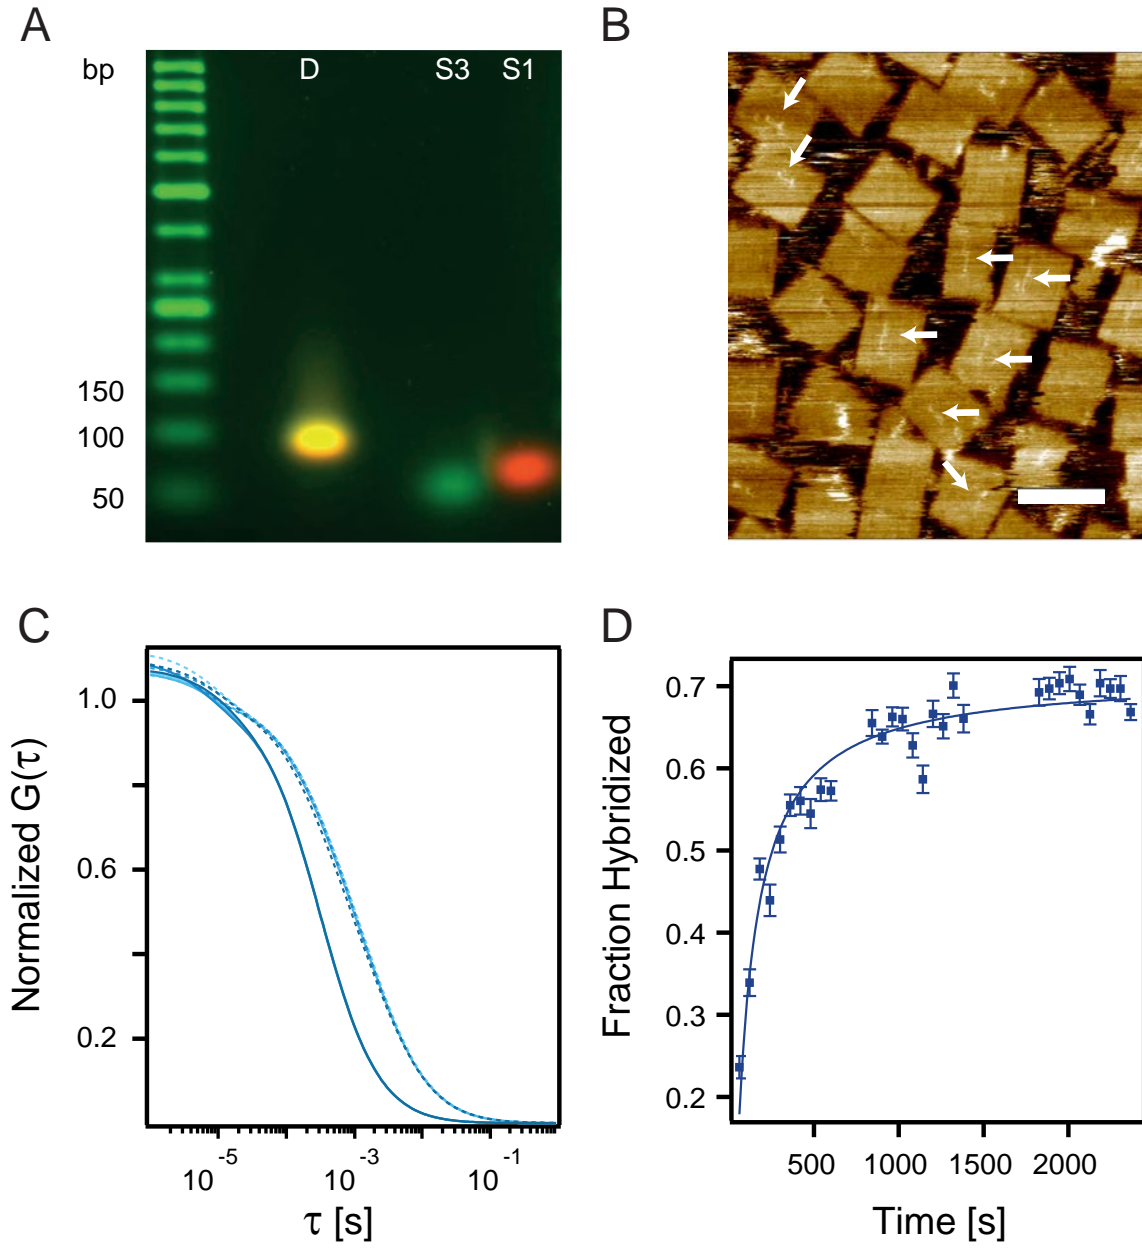 A
bp
D
S3
S1
150
100
50
B
C
Normalized G(τ)
1.0
0.6
0.2
10^-5
10^-3
10^-1
τ [s]
D
Fraction Hybridized
0.7
0.6
0.5
0.4
0.3
0.2
500
1000
1500
2000
Time [s]